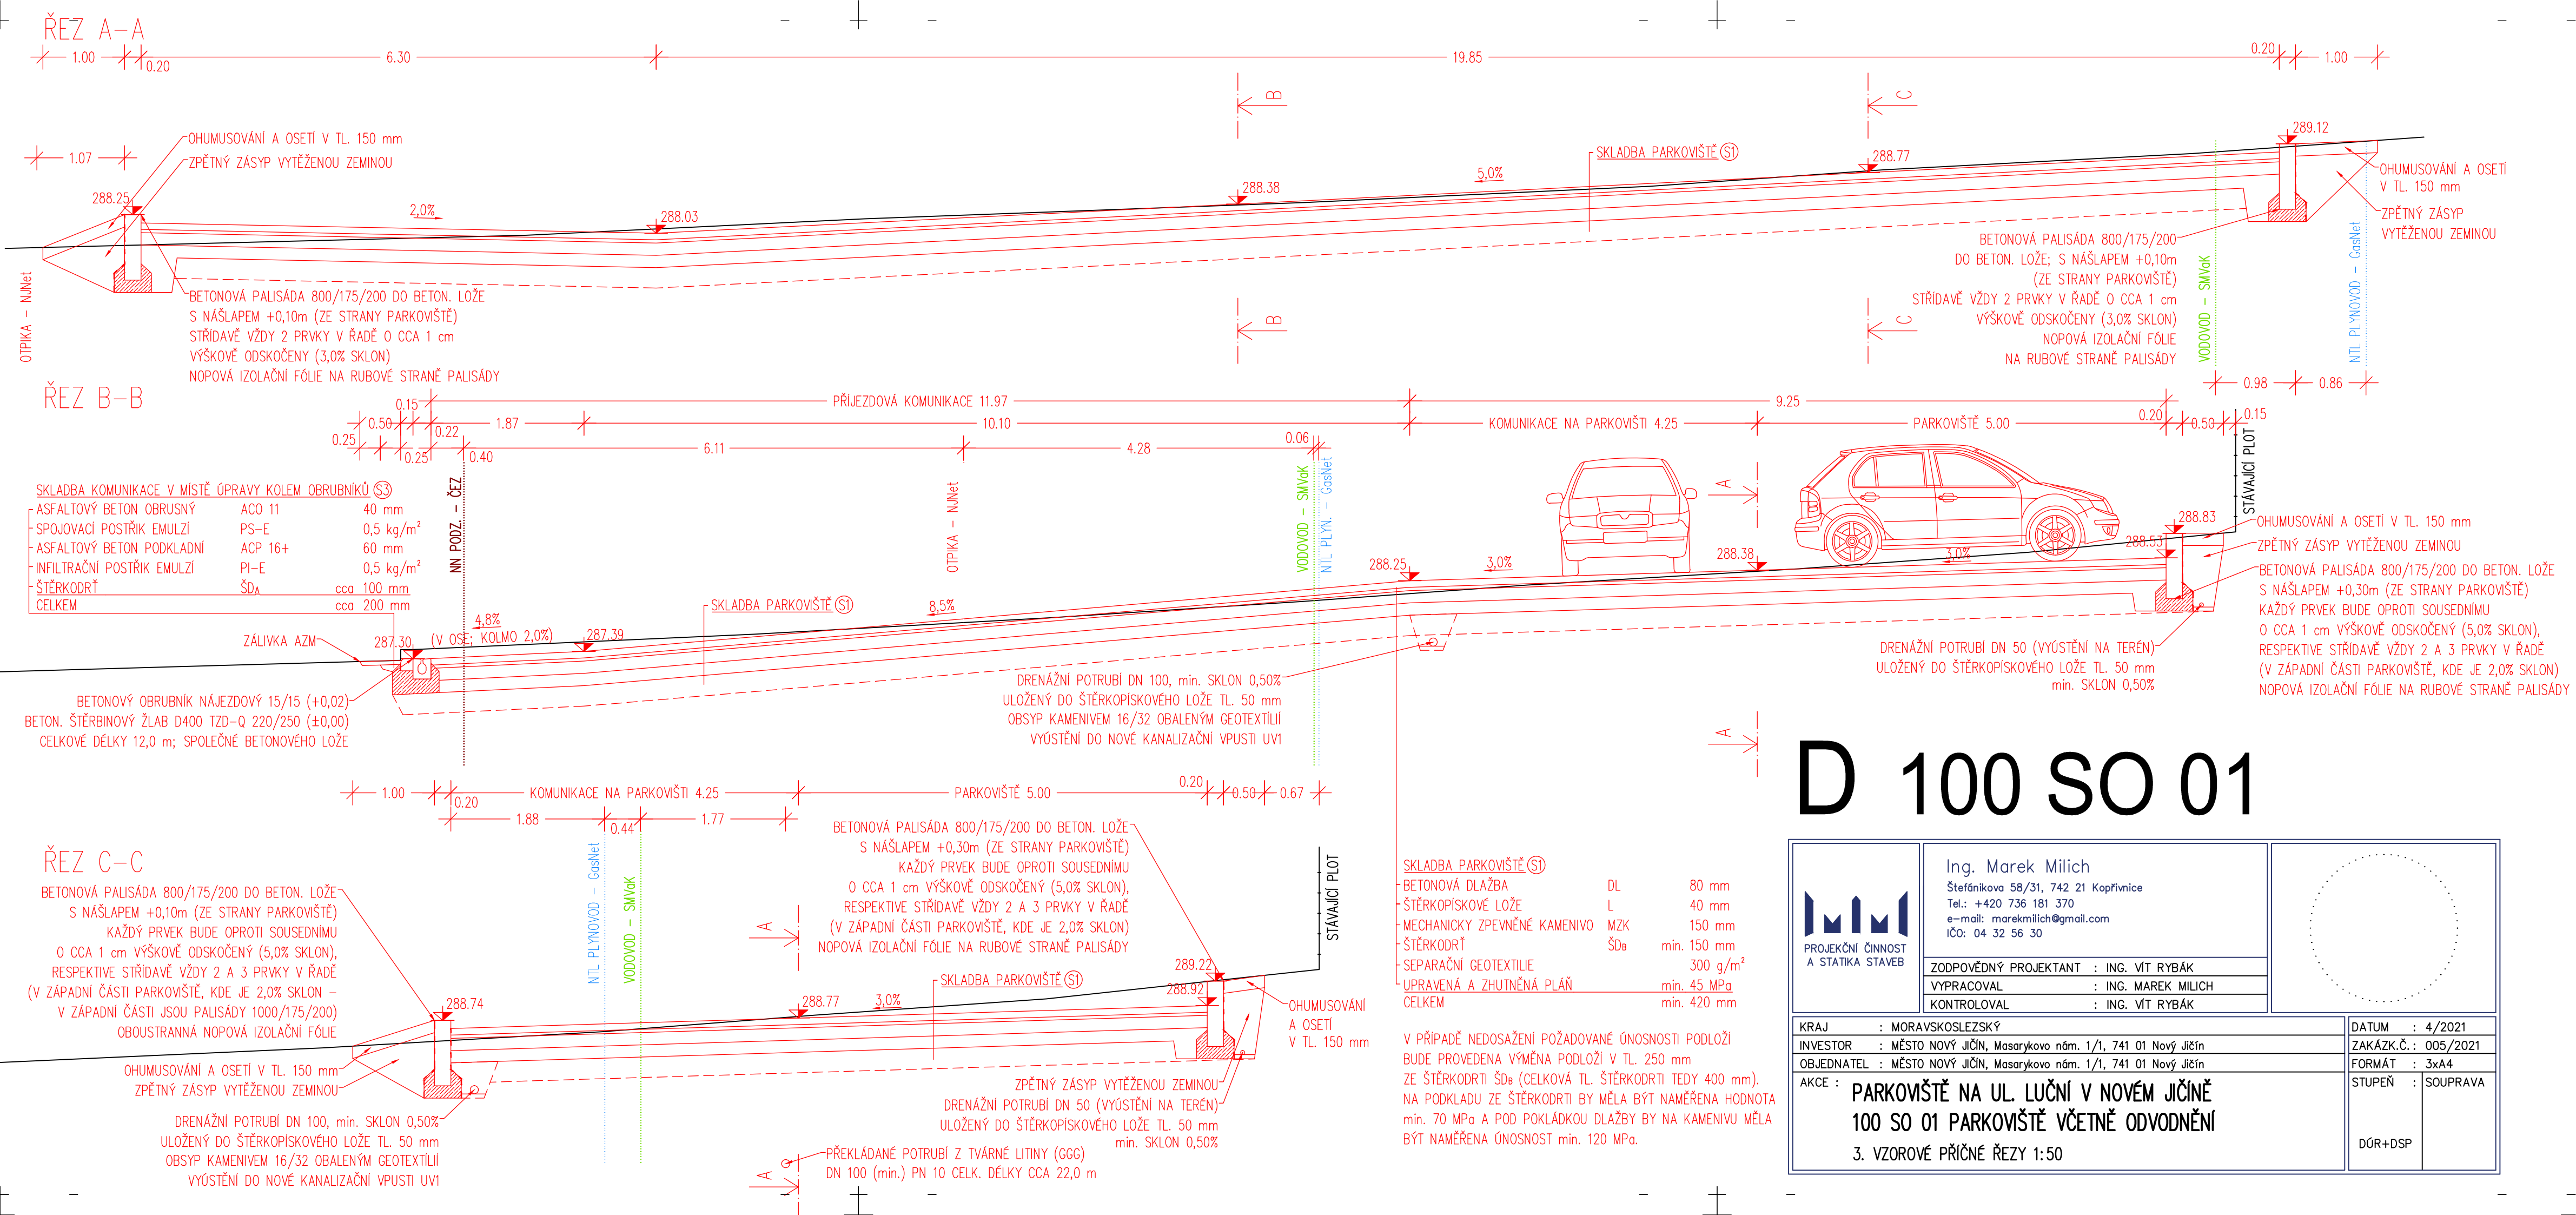 ŘEZ A-A
1.00
0.20
6.30
19.85
0.20
1.00
B
C
1.07
OHUMUSOVÁNÍ A OSETÍ V TL. 150 mm
ZPĚTNÝ ZÁSYP VYTĚŽENOU ZEMINOU
288.25
2,0%
288.03
288.38
5,0%
SKLADBA PARKOVIŠTĚ S1
288.77
289.12
OHUMUSOVÁNÍ A OSETÍ
V TL. 150 mm
ZPĚTNÝ ZÁSYP
VYTĚŽENOU ZEMINOU
OTPIKA - NJNet
BETONOVÁ PALISÁDA 800/175/200 DO BETON. LOŽE
S NÁŠLAPEM +0,10m (ZE STRANY PARKOVIŠTĚ)
STŘÍDAVĚ VŽDY 2 PRVKY V ŘADĚ O CCA 1 cm
VÝŠKOVĚ ODSKOČENY (3,0% SKLON)
NOPOVÁ IZOLAČNÍ FÓLIE NA RUBOVÉ STRANĚ PALISÁDY
B
C
BETONOVÁ PALISÁDA 800/175/200
DO BETON. LOŽE; S NÁŠLAPEM +0,10m
(ZE STRANY PARKOVIŠTĚ)
STŘÍDAVĚ VŽDY 2 PRVKY V ŘADĚ O CCA 1 cm
VÝŠKOVĚ ODSKOČENY (3,0% SKLON)
NOPOVÁ IZOLAČNÍ FÓLIE
NA RUBOVÉ STRANĚ PALISÁDY
VODOVOD - SMVaK
NTL PLYNOVOD - GasNet
0.98
0.86
ŘEZ B-B
0.15
PŘÍJEZDOVÁ KOMUNIKACE 11.97
9.25
0.50
1.87
10.10
KOMUNIKACE NA PARKOVIŠTI 4.25
PARKOVIŠTĚ 5.00
0.20
0.50
0.15
0.25
0.22
0.25
0.40
6.11
4.28
0.06
SKLADBA KOMUNIKACE V MÍSTĚ ÚPRAVY KOLEM OBRUBNÍKŮ S3
ASFALTOVÝ BETON OBRUSNÝ ACO 11 40 mm
SPOJOVACÍ POSTŘIK EMULZÍ PS-E 0,5 kg/m²
ASFALTOVÝ BETON PODKLADNÍ ACP 16+ 60 mm
INFILTRAČNÍ POSTŘIK EMULZÍ PI-E 0,5 kg/m²
ŠTĚRKODRŤ ŠDA cca 100 mm
CELKEM cca 200 mm
NN PODZ. - ČEZ
OTPIKA - NJNet
VODOVOD - SMVaK
NTL PLYN. - GasNet
A
STÁVAJÍCÍ PLOT
288.83
288.53
OHUMUSOVÁNÍ A OSETÍ V TL. 150 mm
ZPĚTNÝ ZÁSYP VYTĚŽENOU ZEMINOU
BETONOVÁ PALISÁDA 800/175/200 DO BETON. LOŽE
S NÁŠLAPEM +0,30m (ZE STRANY PARKOVIŠTĚ)
KAŽDÝ PRVEK BUDE OPROTI SOUSEDNÍMU
O CCA 1 cm VÝŠKOVĚ ODSKOČENÝ (5,0% SKLON),
RESPEKTIVE STŘÍDAVĚ VŽDY 2 A 3 PRVKY V ŘADĚ
(V ZÁPADNÍ ČÁSTI PARKOVIŠTĚ, KDE JE 2,0% SKLON)
NOPOVÁ IZOLAČNÍ FÓLIE NA RUBOVÉ STRANĚ PALISÁDY
288.25
3,0%
288.38
3,0%
SKLADBA PARKOVIŠTĚ S1
8,5%
4,8%
(V OSE; KOLMO 2,0%)
287.30
287.39
ZÁLIVKA AZM
BETONOVÝ OBRUBNÍK NÁJEZDOVÝ 15/15 (+0,02)
BETON. ŠTĚRBINOVÝ ŽLAB D400 TZD-Q 220/250 (±0,00)
CELKOVÉ DÉLKY 12,0 m; SPOLEČNÉ BETONOVÉHO LOŽE
DRENÁŽNÍ POTRUBÍ DN 100, min. SKLON 0,50%
ULOŽENÝ DO ŠTĚRKOPÍSKOVÉHO LOŽE TL. 50 mm
OBSYP KAMENIVEM 16/32 OBALENÝM GEOTEXTÍLIÍ
VYÚSTĚNÍ DO NOVÉ KANALIZAČNÍ VPUSTI UV1
DRENÁŽNÍ POTRUBÍ DN 50 (VYÚSTĚNÍ NA TERÉN)
ULOŽENÝ DO ŠTĚRKOPÍSKOVÉHO LOŽE TL. 50 mm
min. SKLON 0,50%
A
D 100 SO 01
1.00
0.20
KOMUNIKACE NA PARKOVIŠTI 4.25
PARKOVIŠTĚ 5.00
0.20
0.50
0.67
1.88
0.44
1.77
ŘEZ C-C
BETONOVÁ PALISÁDA 800/175/200 DO BETON. LOŽE
S NÁŠLAPEM +0,10m (ZE STRANY PARKOVIŠTĚ)
KAŽDÝ PRVEK BUDE OPROTI SOUSEDNÍMU
O CCA 1 cm VÝŠKOVĚ ODSKOČENÝ (5,0% SKLON),
RESPEKTIVE STŘÍDAVĚ VŽDY 2 A 3 PRVKY V ŘADĚ
(V ZÁPADNÍ ČÁSTI PARKOVIŠTĚ, KDE JE 2,0% SKLON -
V ZÁPADNÍ ČÁSTI JSOU PALISÁDY 1000/175/200)
OBOUSTRANNÁ NOPOVÁ IZOLAČNÍ FÓLIE
OHUMUSOVÁNÍ A OSETÍ V TL. 150 mm
ZPĚTNÝ ZÁSYP VYTĚŽENOU ZEMINOU
DRENÁŽNÍ POTRUBÍ DN 100, min. SKLON 0,50%
ULOŽENÝ DO ŠTĚRKOPÍSKOVÉHO LOŽE TL. 50 mm
OBSYP KAMENIVEM 16/32 OBALENÝM GEOTEXTÍLIÍ
VYÚSTĚNÍ DO NOVÉ KANALIZAČNÍ VPUSTI UV1
288.74
NTL PLYNOVOD - GasNet
VODOVOD - SMVaK
A
BETONOVÁ PALISÁDA 800/175/200 DO BETON. LOŽE
S NÁŠLAPEM +0,30m (ZE STRANY PARKOVIŠTĚ)
KAŽDÝ PRVEK BUDE OPROTI SOUSEDNÍMU
O CCA 1 cm VÝŠKOVĚ ODSKOČENÝ (5,0% SKLON),
RESPEKTIVE STŘÍDAVĚ VŽDY 2 A 3 PRVKY V ŘADĚ
(V ZÁPADNÍ ČÁSTI PARKOVIŠTĚ, KDE JE 2,0% SKLON)
NOPOVÁ IZOLAČNÍ FÓLIE NA RUBOVÉ STRANĚ PALISÁDY
SKLADBA PARKOVIŠTĚ S1
288.77
3,0%
289.22
288.92
STÁVAJÍCÍ PLOT
OHUMUSOVÁNÍ
A OSETÍ
V TL. 150 mm
ZPĚTNÝ ZÁSYP VYTĚŽENOU ZEMINOU
DRENÁŽNÍ POTRUBÍ DN 50 (VYÚSTĚNÍ NA TERÉN)
ULOŽENÝ DO ŠTĚRKOPÍSKOVÉHO LOŽE TL. 50 mm
min. SKLON 0,50%
A
PŘEKLÁDANÉ POTRUBÍ Z TVÁRNÉ LITINY (GGG)
DN 100 (min.) PN 10 CELK. DÉLKY CCA 22,0 m
SKLADBA PARKOVIŠTĚ S1
BETONOVÁ DLAŽBA DL 80 mm
ŠTĚRKOPÍSKOVÉ LOŽE L 40 mm
MECHANICKY ZPEVNĚNÉ KAMENIVO MZK 150 mm
ŠTĚRKODRŤ ŠDB min. 150 mm
SEPARAČNÍ GEOTEXTILIE 300 g/m²
UPRAVENÁ A ZHUTNĚNÁ PLÁŇ min. 45 MPa
CELKEM min. 420 mm
V PŘÍPADĚ NEDOSAŽENÍ POŽADOVANÉ ÚNOSNOSTI PODLOŽÍ
BUDE PROVEDENA VÝMĚNA PODLOŽÍ V TL. 250 mm
ZE ŠTĚRKODRTI ŠDB (CELKOVÁ TL. ŠTĚRKODRTI TEDY 400 mm).
NA PODKLADU ZE ŠTĚRKODRTI BY MĚLA BÝT NAMĚŘENA HODNOTA
min. 70 MPa A POD POKLÁDKOU DLAŽBY BY NA KAMENIVU MĚLA
BÝT NAMĚŘENA ÚNOSNOST min. 120 MPa.
PROJEKČNÍ ČINNOST
A STATIKA STAVEB
Ing. Marek Milich
Štefánikova 58/31, 742 21 Kopřivnice
Tel.: +420 736 181 370
e-mail: marekmilich@gmail.com
IČO: 04 32 56 30
ZODPOVĚDNÝ PROJEKTANT : ING. VÍT RYBÁK
VYPRACOVAL : ING. MAREK MILICH
KONTROLOVAL : ING. VÍT RYBÁK
KRAJ : MORAVSKOSLEZSKÝ
INVESTOR : MĚSTO NOVÝ JIČÍN, Masarykovo nám. 1/1, 741 01 Nový Jičín
OBJEDNATEL : MĚSTO NOVÝ JIČÍN, Masarykovo nám. 1/1, 741 01 Nový Jičín
AKCE : PARKOVIŠTĚ NA UL. LUČNÍ V NOVÉM JIČÍNĚ
100 SO 01 PARKOVIŠTĚ VČETNĚ ODVODNĚNÍ
3. VZOROVÉ PŘÍČNÉ ŘEZY 1:50
DATUM : 4/2021
ZAKÁZK.Č. : 005/2021
FORMÁT : 3xA4
STUPEŇ : SOUPRAVA
DÚR+DSP